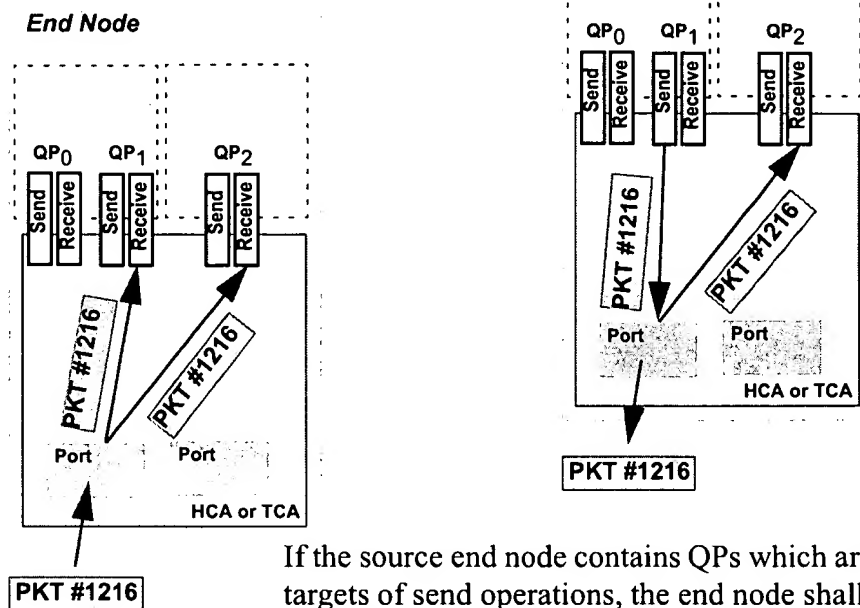 End Node
QP0
QP1
QP2
Send
Receive
Send
Receive
Send
Receive
PKT #1216
PKT #1216
Port
Port
HCA or TCA
PKT #1216
QP0
QP1
QP2
Send
Receive
Send
Receive
Send
Receive
PKT #1216
PKT #1216
Port
Port
HCA or TCA
PKT #1216
If the source end node contains QPs which
targets of send operations, the end node shall